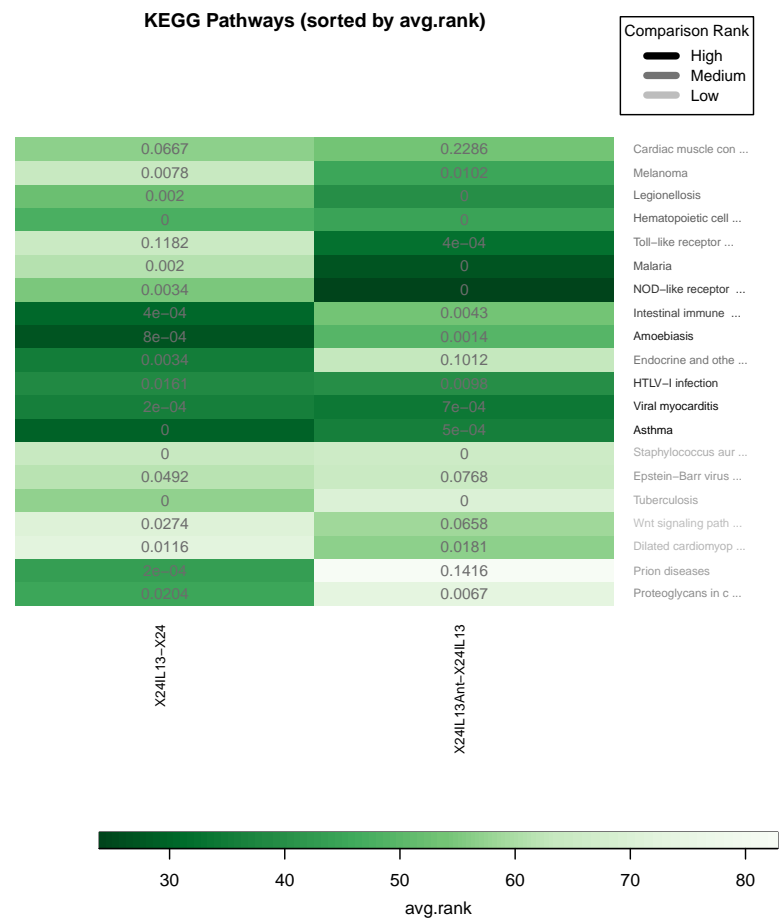 KEGG Pathways (sorted by avg.rank)
Comparison Rank
High
Medium
Low
0.0667 0.2286 Cardiac muscle con ...
0.0078 0.0102 Melanoma
0.002 0 Legionellosis
0 0 Hematopoietic cell ...
0.1182 4e−04 Toll−like receptor ...
0.002 0 Malaria
0.0034 0 NOD−like receptor ...
4e−04 0.0043 Intestinal immune ...
8e−04 0.0014 Amoebiasis
0.0034 0.1012 Endocrine and othe ...
0.0161 HTLV−I infection
2e−04 7e−04 Viral myocarditis
0 5e−04 Asthma
0 0 Staphylococcus aur ...
0.0492 0.0768 Epstein−Barr virus ...
0 0 Tuberculosis
0.0274 0.0658 Wnt signaling path ...
0.0116 0.0181 Dilated cardiomyop ...
2e−04 0.1416 Prion diseases
0.0204 0.0067 Proteoglycans in c ...
X24IL13−X24
X24IL13Ant−X24IL13
30 40 50 60 70 80
avg.rank